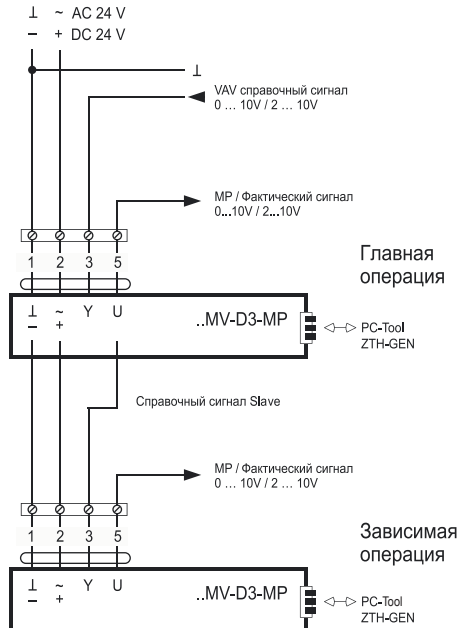 ⊥ ~ AC 24 V
− + DC 24 V
⊥
VAV справочный сигнал
0 ... 10V / 2 ... 10V
MP / Фактический сигнал
0...10V / 2...10V
1 2 3 5
Главная
операция
⊥ ~ Y U
− +
..MV-D3-MP
PC-Tool
ZTH-GEN
Справочный сигнал Slave
MP / Фактический сигнал
0 ... 10V / 2 ... 10V
1 2 3 5
Зависимая
операция
⊥ ~ Y U
− +
..MV-D3-MP
PC-Tool
ZTH-GEN